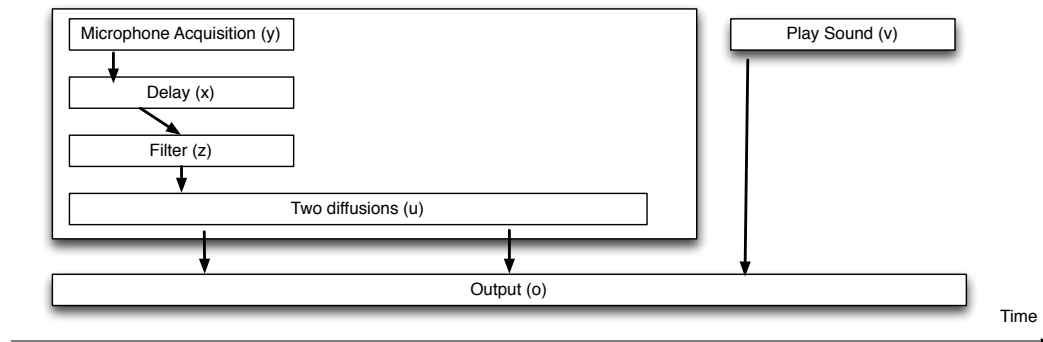 Microphone Acquisition (y)
Play Sound (v)
Delay (x)
Filter (z)
Two diffusions (u)
Output (o)
Time